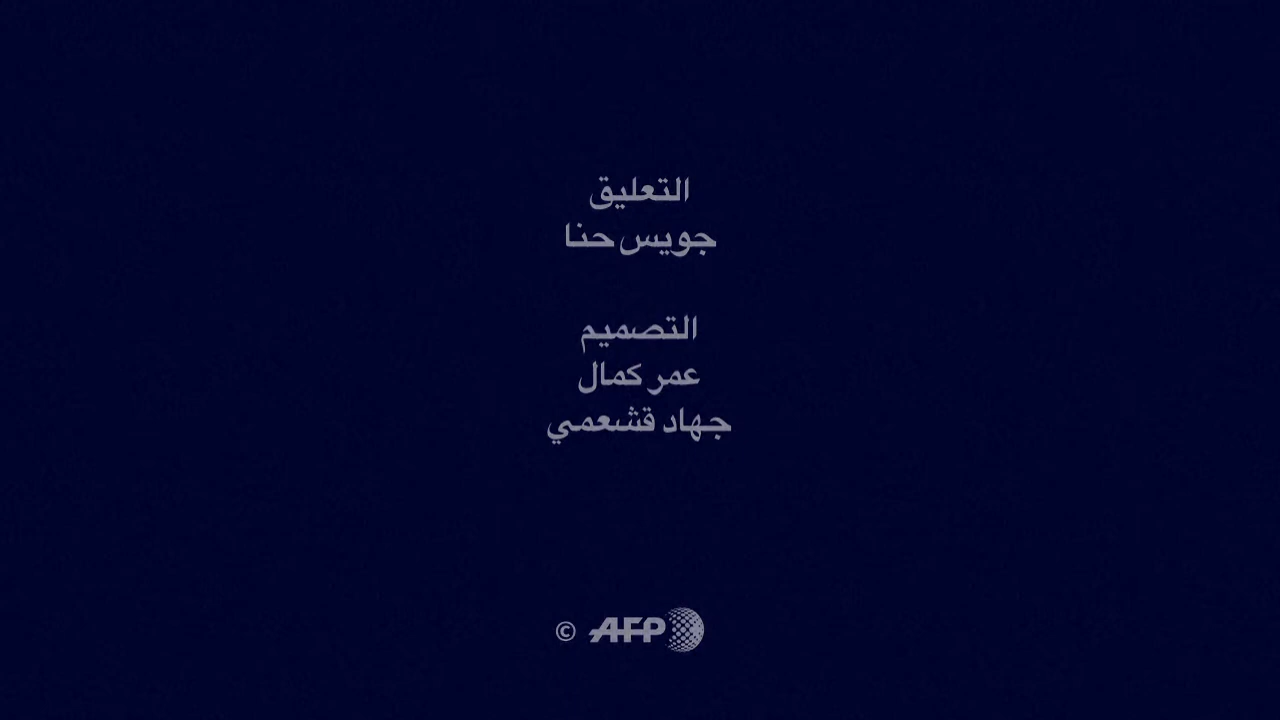 التعليق
جويس حنا
التصميم
عمر كمال
جهاد قشعمي
© AFP